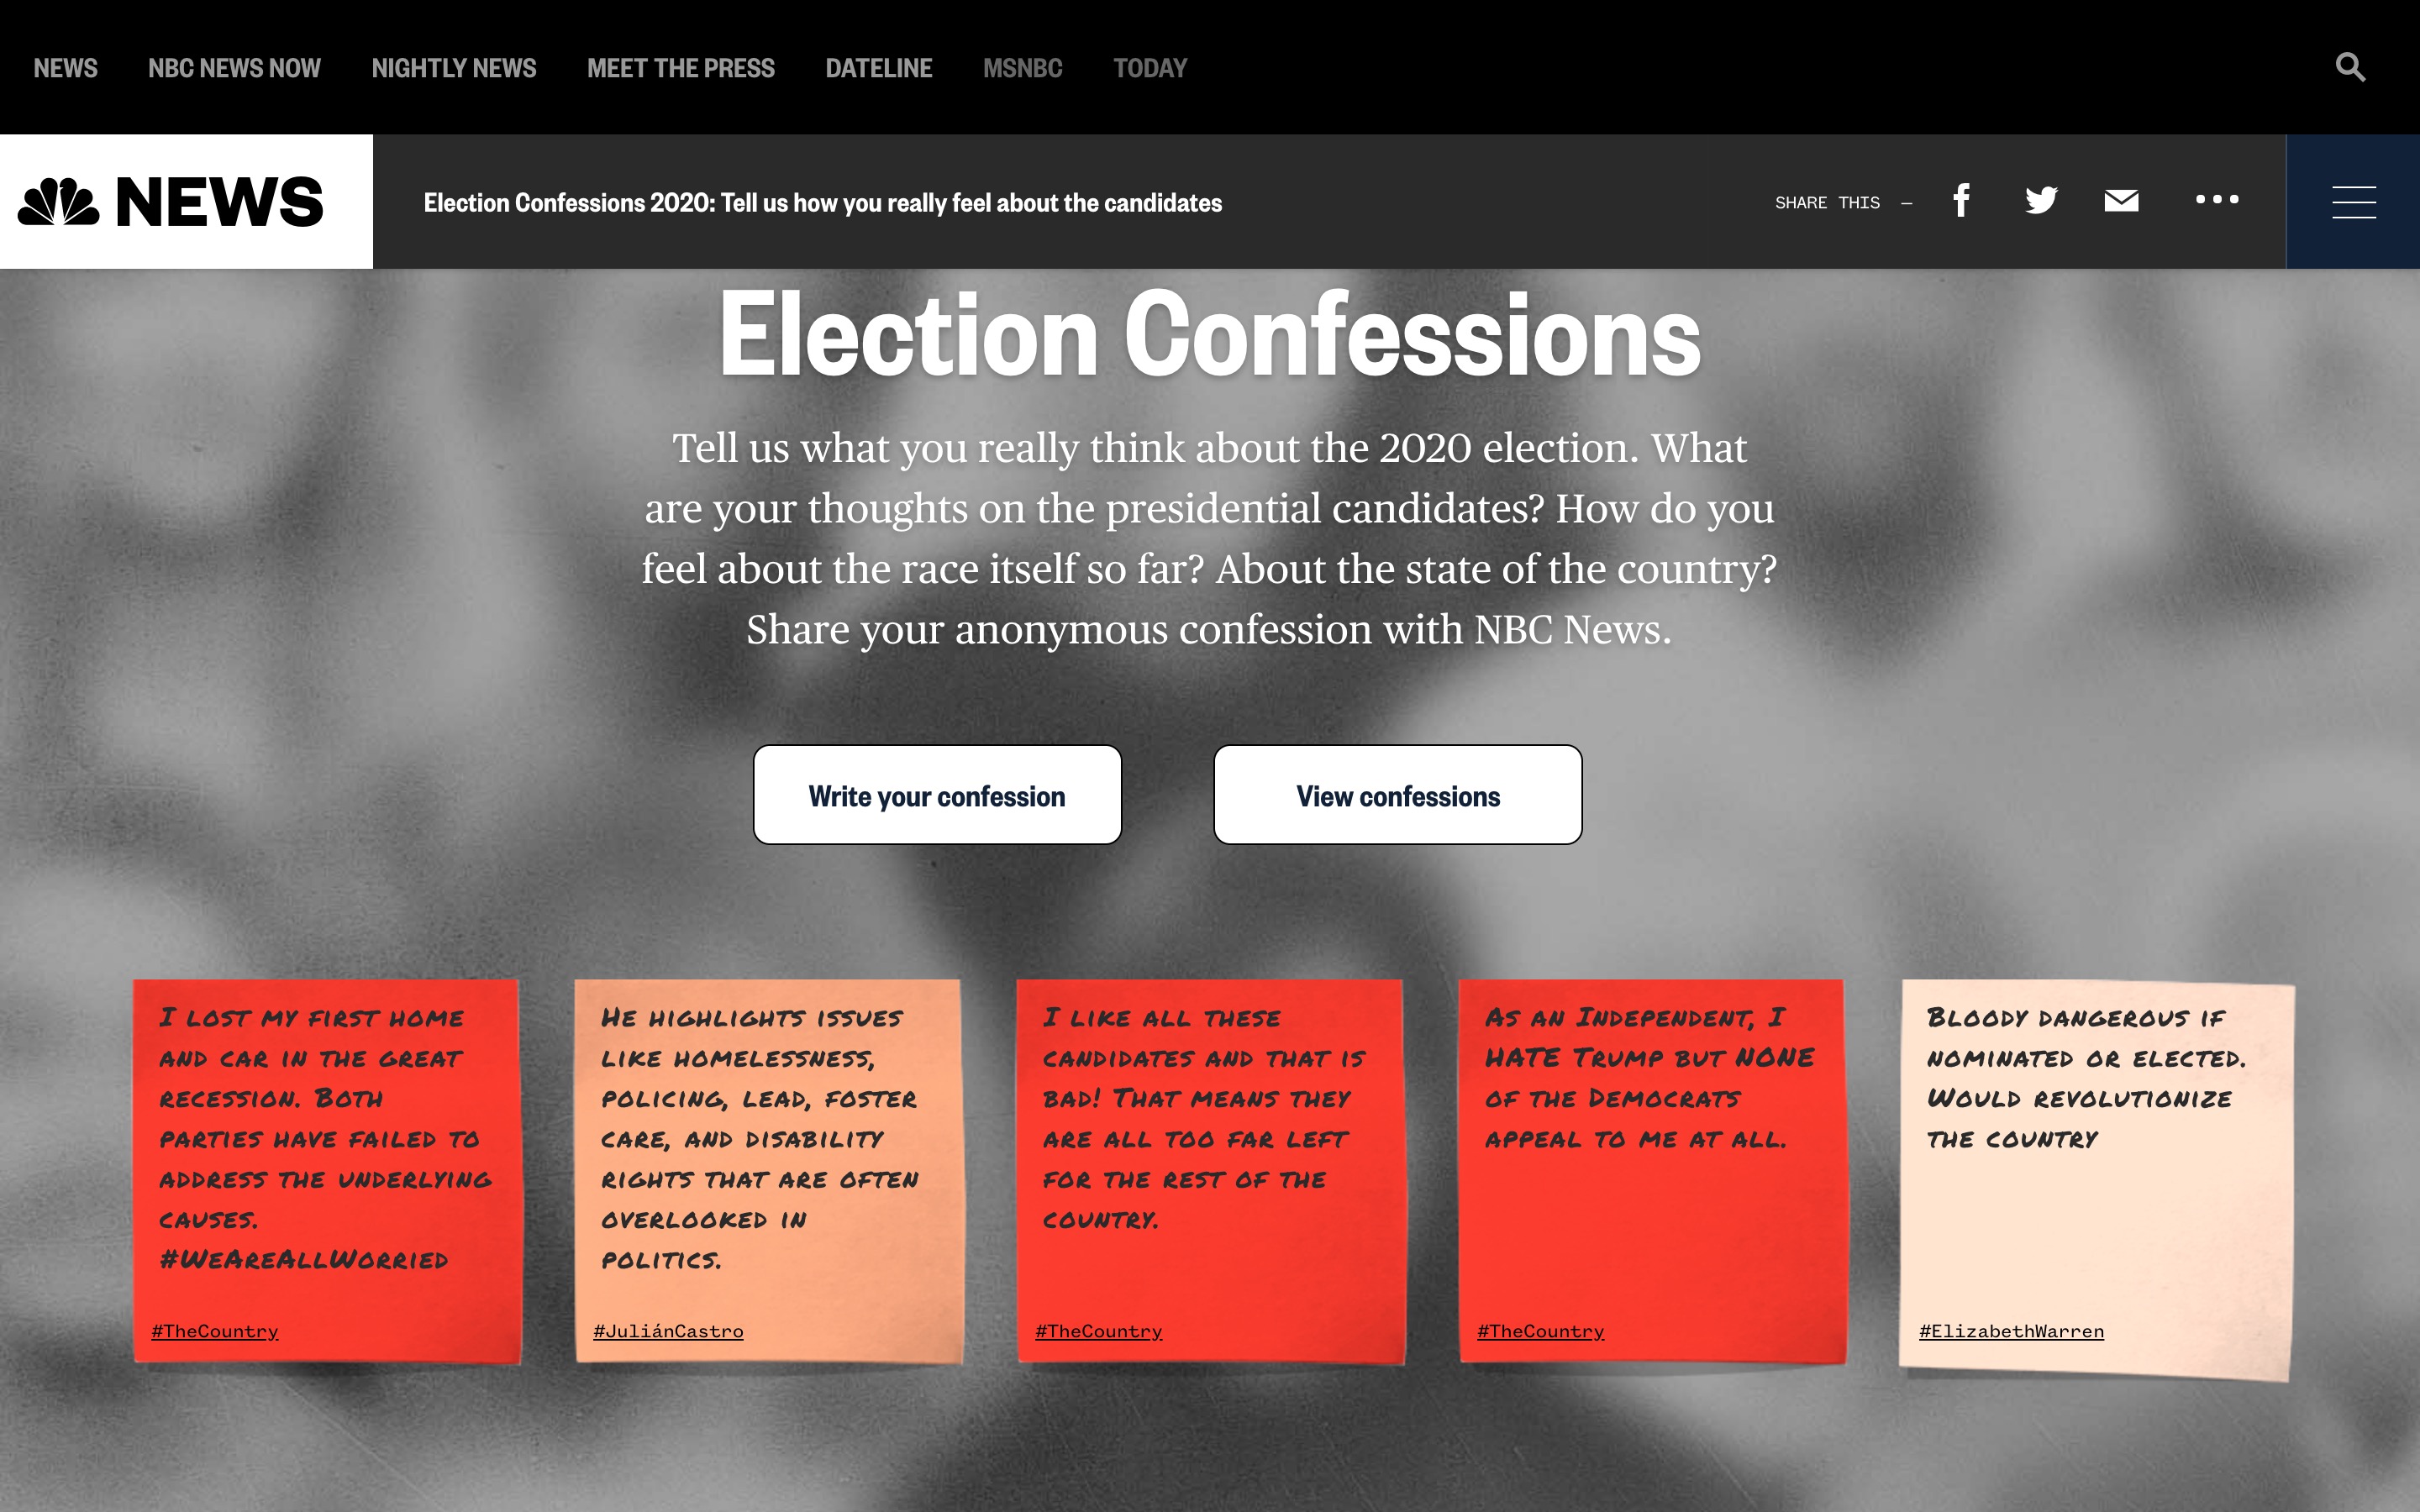 NEWS NBC NEWS NOW NIGHTLY NEWS MEET THE PRESS DATELINE MSNBC TODAY
NEWS
Election Confessions 2020: Tell us how you really feel about the candidates
SHARE THIS —
Election Confessions
Tell us what you really think about the 2020 election. What
are your thoughts on the presidential candidates? How do you
feel about the race itself so far? About the state of the country?
Share your anonymous confession with NBC News.
Write your confession
View confessions
I LOST MY FIRST HOME
AND CAR IN THE GREAT
RECESSION. BOTH
PARTIES HAVE FAILED TO
ADDRESS THE UNDERLYING
CAUSES.
#WEAREALLWORRIED
#TheCountry
HE HIGHLIGHTS ISSUES
LIKE HOMELESSNESS,
POLICING, LEAD, FOSTER
CARE, AND DISABILITY
RIGHTS THAT ARE OFTEN
OVERLOOKED IN
POLITICS.
#JuliánCastro
I LIKE ALL THESE
CANDIDATES AND THAT IS
BAD! THAT MEANS THEY
ARE ALL TOO FAR LEFT
FOR THE REST OF THE
COUNTRY.
#TheCountry
AS AN INDEPENDENT, I
HATE TRUMP BUT NONE
OF THE DEMOCRATS
APPEAL TO ME AT ALL.
#TheCountry
BLOODY DANGEROUS IF
NOMINATED OR ELECTED.
WOULD REVOLUTIONIZE
THE COUNTRY
#ElizabethWarren